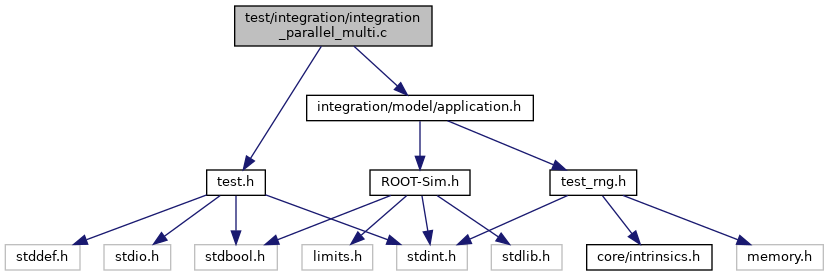 test/integration/integration
_parallel_multi.c
integration/model/application.h
test.h
ROOT-Sim.h
test_rng.h
stddef.h
stdio.h
stdbool.h
limits.h
stdint.h
stdlib.h
core/intrinsics.h
memory.h